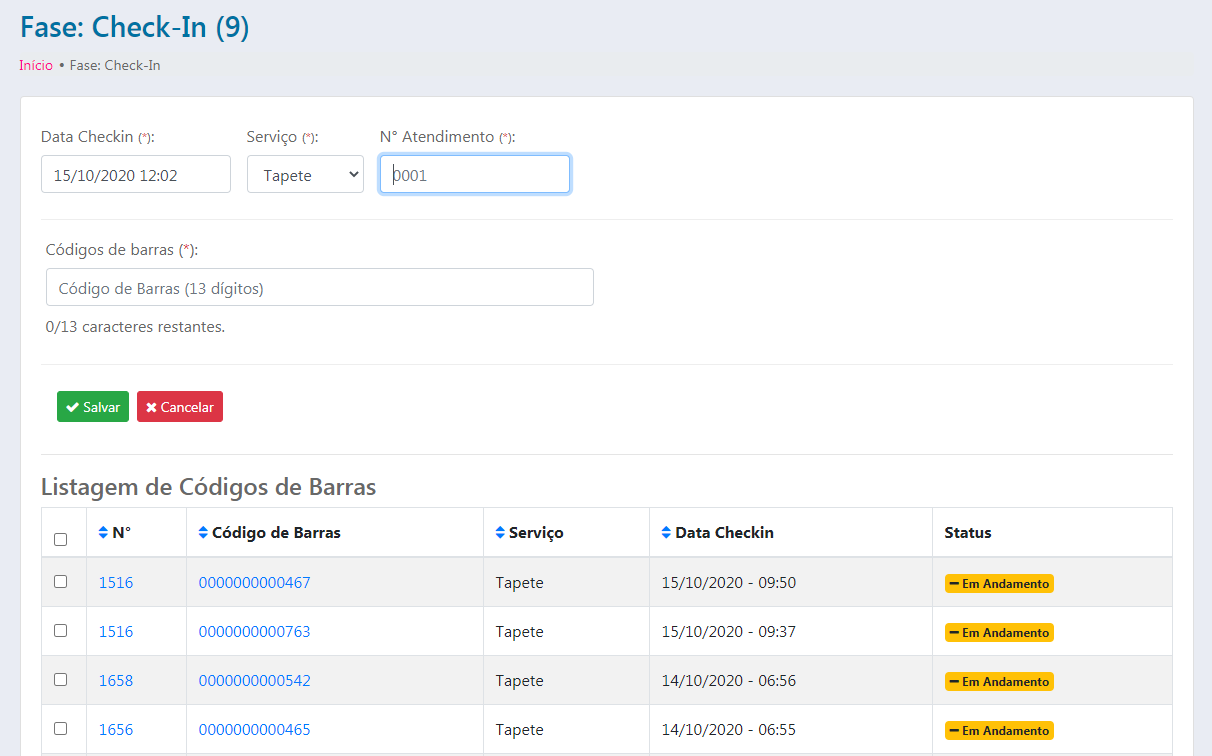 Fase: Check-In (9)
Início • Fase: Check-In
Data Checkin (*): Serviço (*): N° Atendimento (*):
15/10/2020 12:02 Tapete 0001
Códigos de barras (*):
Código de Barras (13 dígitos)
0/13 caracteres restantes.
Salvar Cancelar
Listagem de Códigos de Barras
N° Código de Barras Serviço Data Checkin Status
1516 0000000000467 Tapete 15/10/2020 - 09:50 Em Andamento
1516 0000000000763 Tapete 15/10/2020 - 09:37 Em Andamento
1658 0000000000542 Tapete 14/10/2020 - 06:56 Em Andamento
1656 0000000000465 Tapete 14/10/2020 - 06:55 Em Andamento